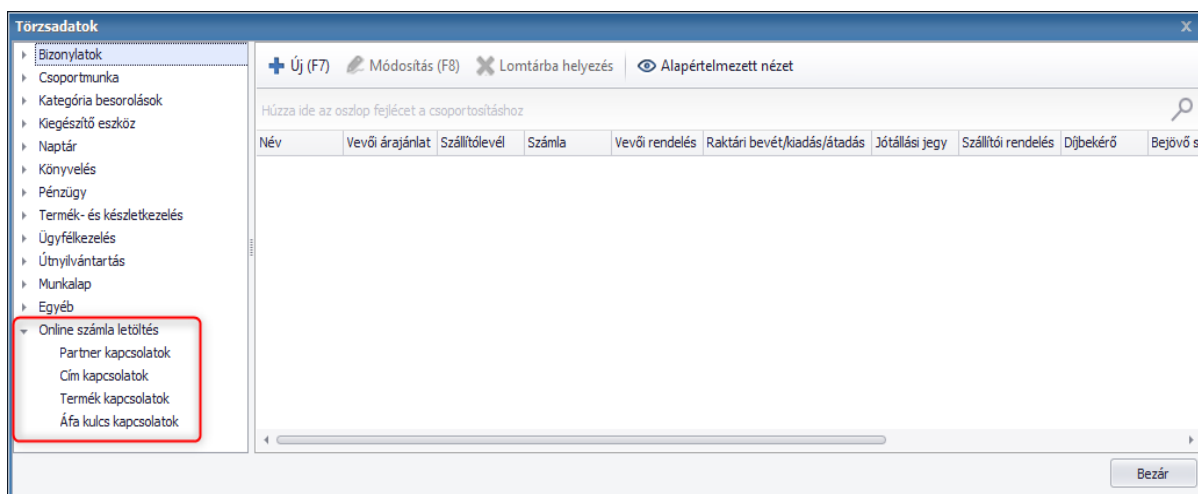 Törzsadatok
x
Bizonylatok
Csoportmunka
Kategória besorolások
Kiegészítő eszköz
Naptár
Könyvelés
Pénzügy
Termék- és készletkezelés
Ügyfélkezelés
Útnyilvántartás
Munkalap
Egyéb
Online számla letöltés
Partner kapcsolatok
Cím kapcsolatok
Termék kapcsolatok
Áfa kulcs kapcsolatok
Új (F7) Módosítás (F8) Lomtárba helyezés Alapértelmezett nézet
Húzza ide az oszlop fejlécet a csoportosításhoz
Név Vevői árajánlat Szállítólevél Számla Vevői rendelés Raktári bevét/kiadás/átadás Jótállási jegy Szállítói rendelés Díjbekérő Bejövő s
Bezár